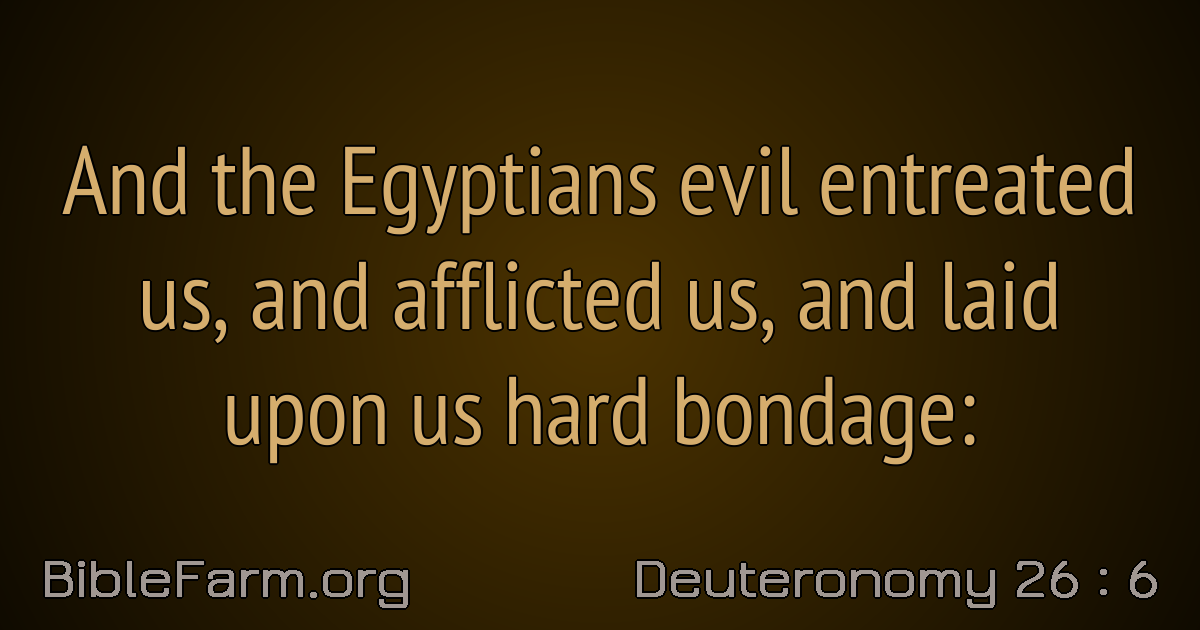 And the Egyptians evil entreated
us, and afflicted us, and laid
upon us hard bondage:
BibleFarm.org
Deuteronomy 26 : 6